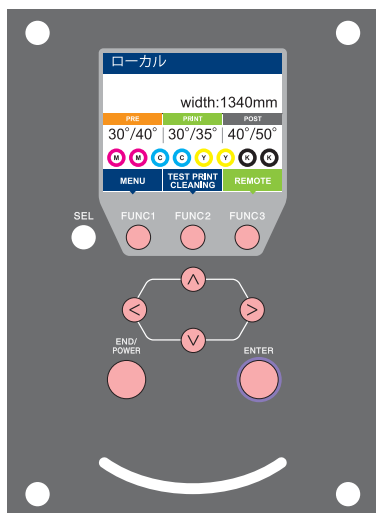 ローカル
width:1340mm
PRE PRINT POST
30°/40° 30°/35° 40°/50°
M M C C Y Y K K
MENU TEST PRINT CLEANING REMOTE
SEL FUNC1 FUNC2 FUNC3
END/
POWER
ENTER